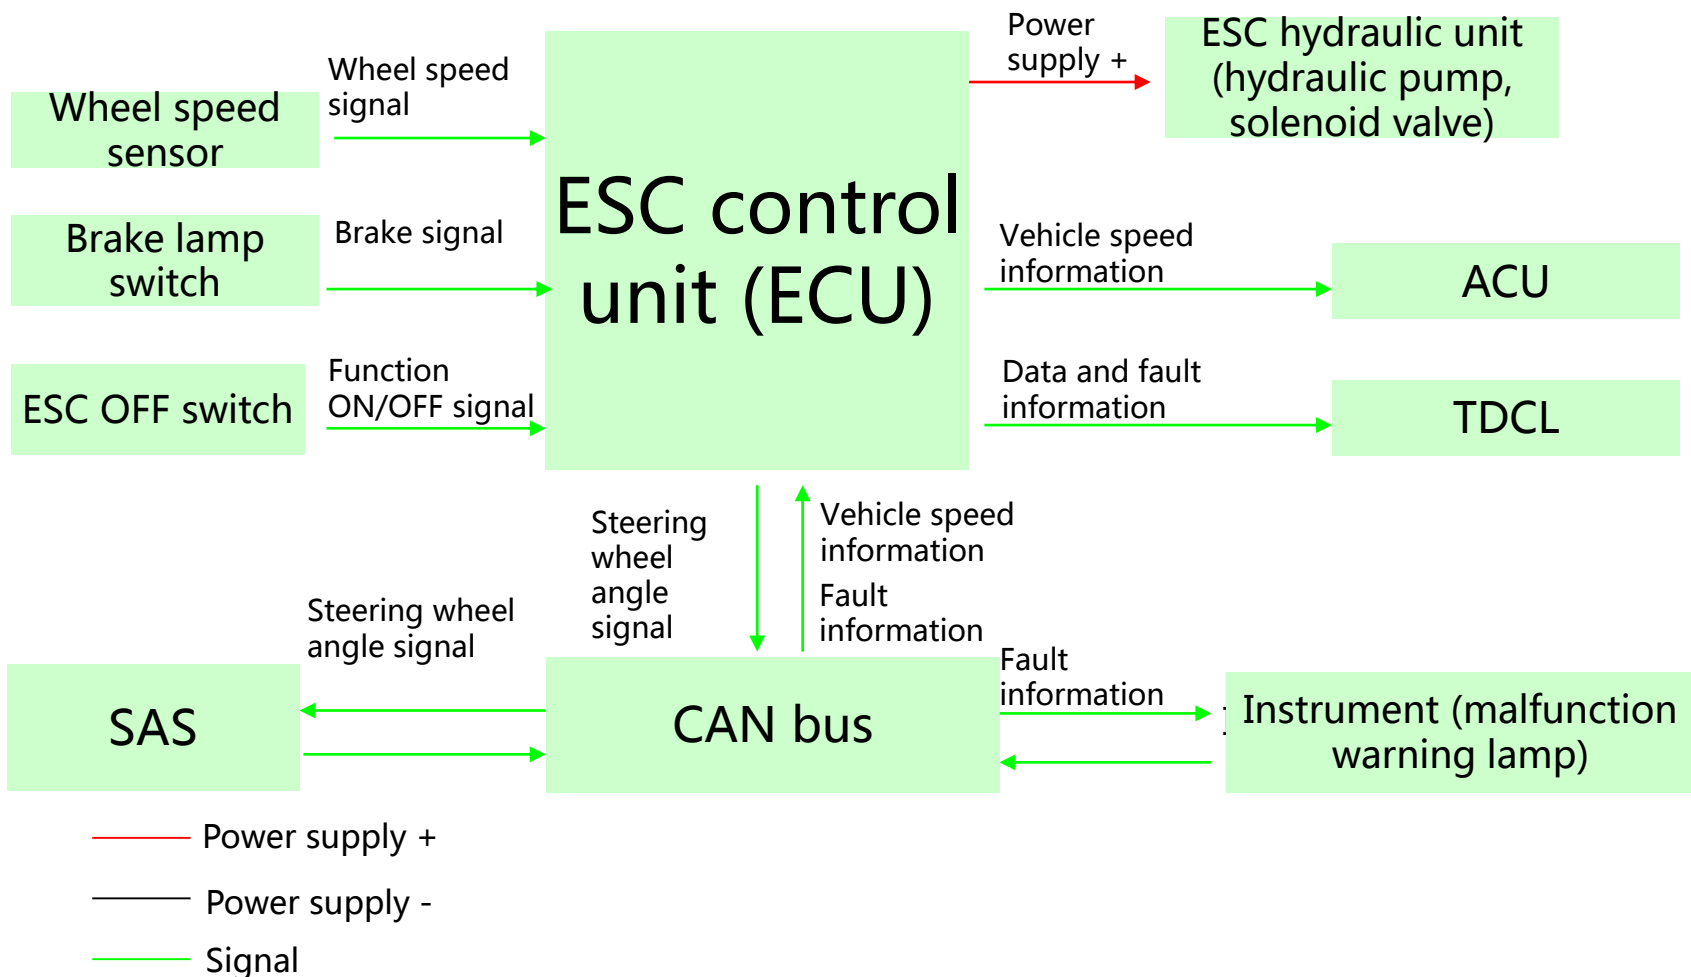 Power
supply +
ESC hydraulic unit
(hydraulic pump,
solenoid valve)
Wheel speed
signal
Wheel speed
sensor
ESC control
unit (ECU)
Brake lamp
switch
Brake signal
Vehicle speed
information
ACU
ESC OFF switch
Function
ON/OFF signal
Data and fault
information
TDCL
Steering
wheel
angle
signal
Vehicle speed
information
Fault
information
Steering wheel
angle signal
SAS
CAN bus
Fault
information
Instrument (malfunction
warning lamp)
Power supply +
Power supply -
Signal